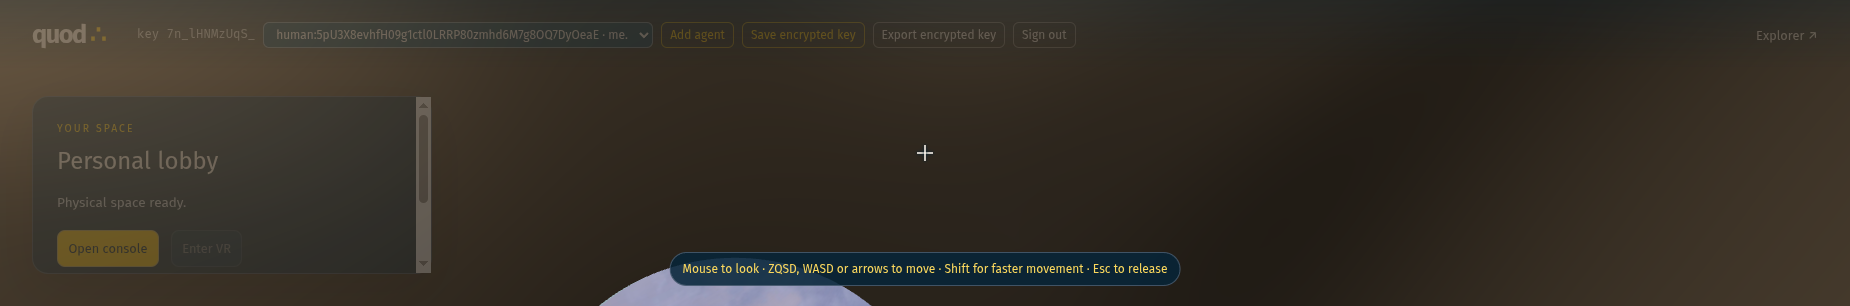 quod
key 7n_lHNMzUqS_
human:5pU3X8evhfH09g1ctl0LRRP80zmhd6M7g8OQ7DyOeaE · me.
Add agent
Save encrypted key
Export encrypted key
Sign out
Explorer ↗
YOUR SPACE
Personal lobby
Physical space ready.
Open console
Enter VR
Mouse to look · ZQSD, WASD or arrows to move · Shift for faster movement · Esc to release